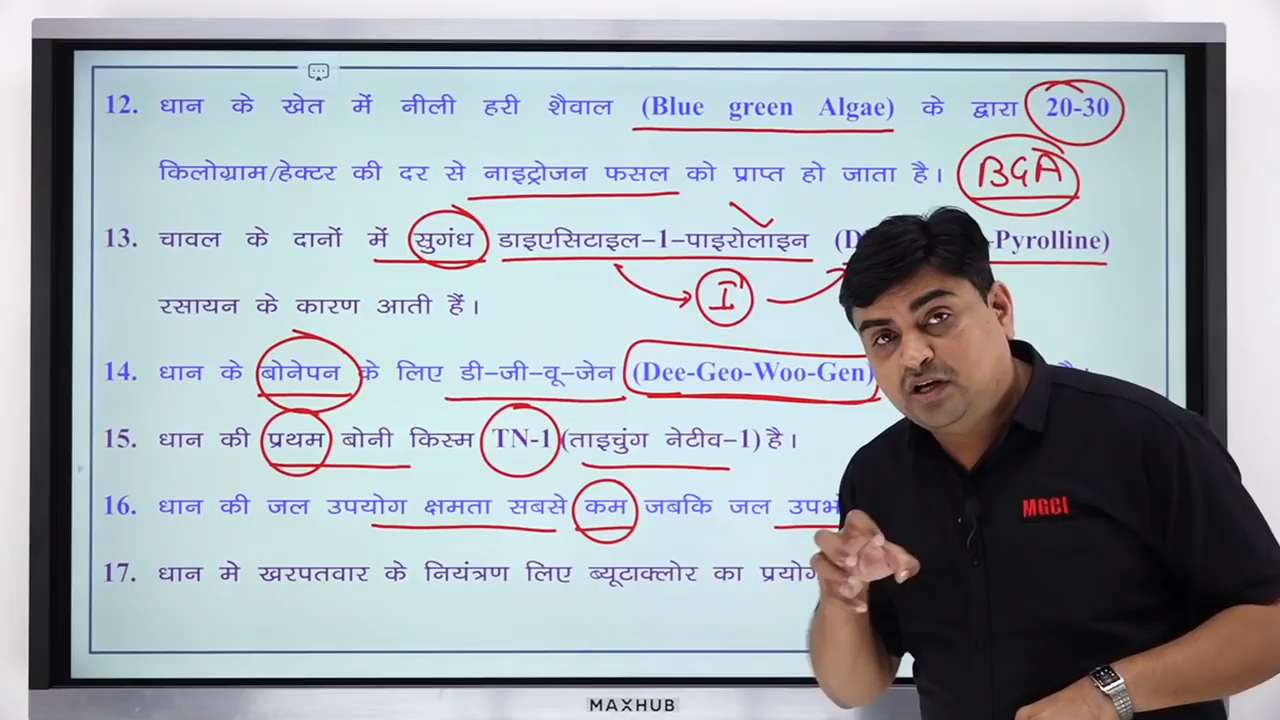 12. धान के खेत में नीली हरी शैवाल (Blue green Algae) के द्वारा 20-30
किलोग्राम/हेक्टर की दर से नाइट्रोजन फसल को प्राप्त हो जाता है। BGA
13. चावल के दानों में सुगंध डाइएसिटाइल-1-पाइरोलाइन (D -Pyrolline)
I
रसायन के कारण आती हैं।
14. धान के बोनेपन के लिए डी-जी-वू-जेन (Dee-Geo-Woo-Gen) है।
15. धान की प्रथम बोनी किस्म TN-1 (ताइचुंग नेटीव-1) है।
16. धान की जल उपयोग क्षमता सबसे कम जबकि जल
17. धान मे खरपतवार के नियंत्रण लिए ब्यूटाक्लोर का प्रयोग
MGCI
MAXHUB